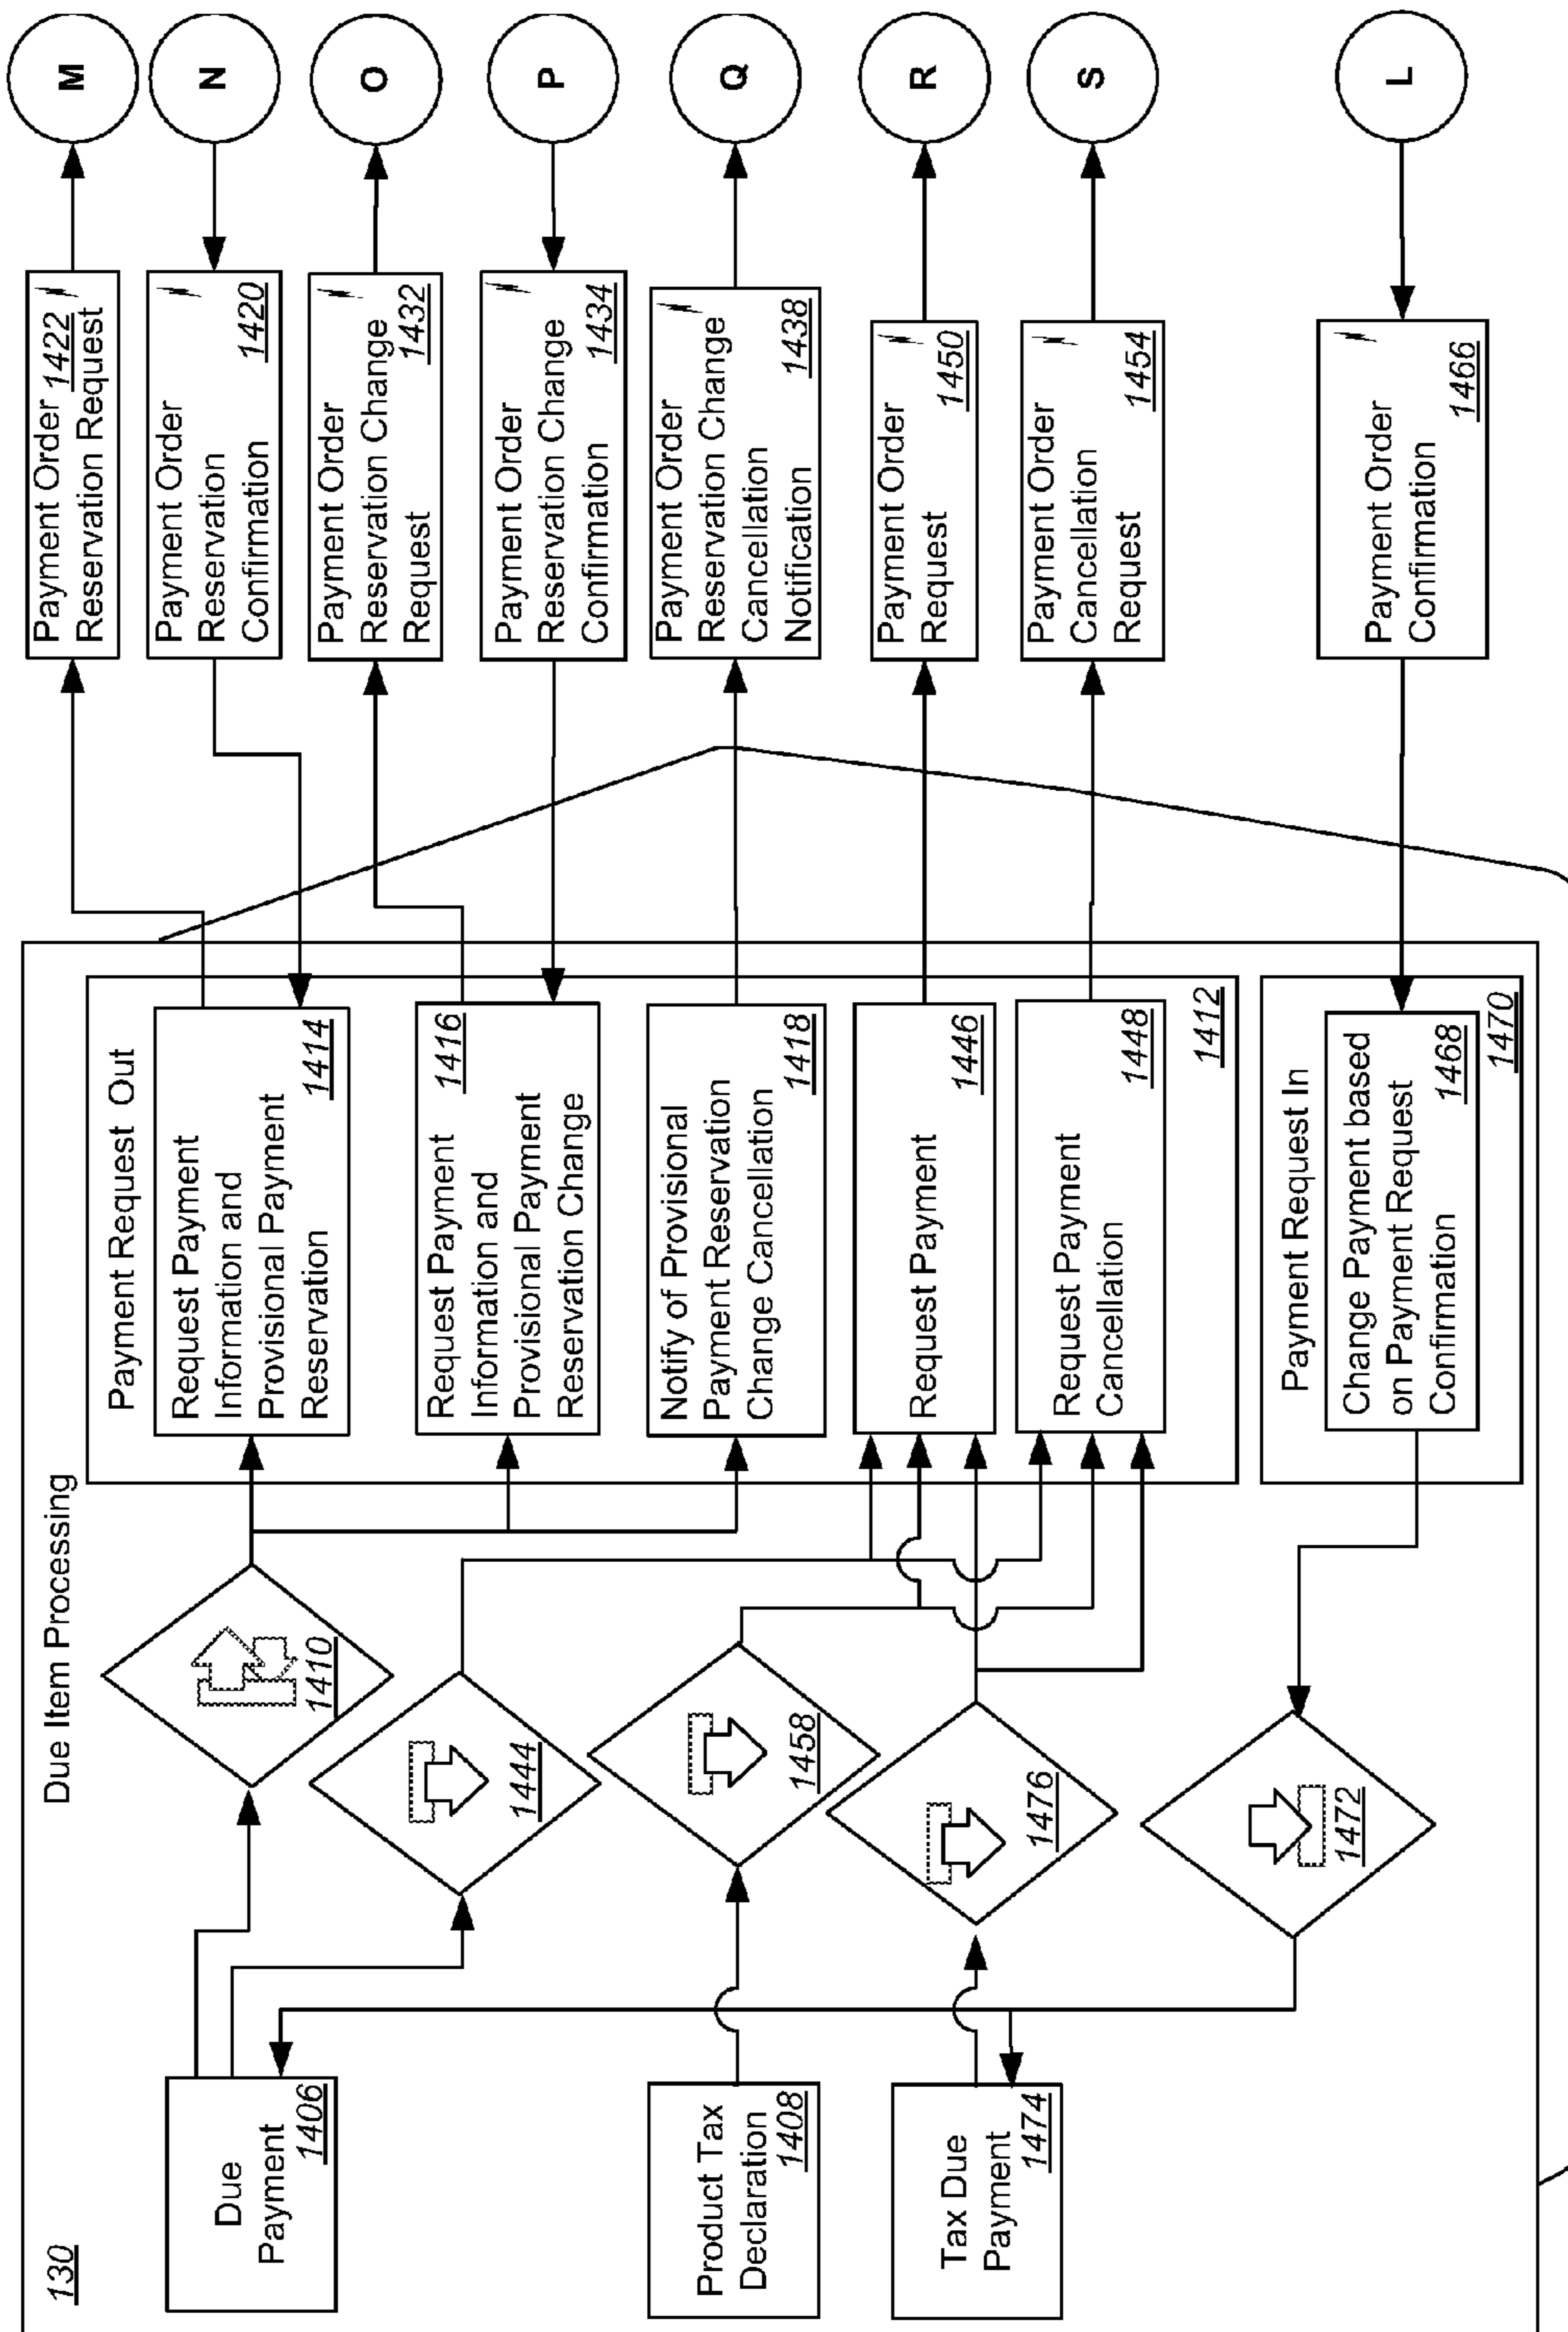 130
Due Item Processing
Due
Payment
1406
Product Tax
Declaration
1408
Tax Due
Payment
1474
1410
1444
1458
1476
1472
Payment Request Out
Request Payment
Information and
Provisional Payment
Reservation
1414
Request Payment
Information and
Provisional Payment
Reservation Change
1416
Notify of Provisional
Payment Reservation
Change Cancellation
1418
Request Payment
1446
Request Payment
Cancellation
1448
1412
Payment Request In
Change Payment based
on Payment Request
Confirmation
1468
1470
Payment Order 1422
Reservation Request
Payment Order
Reservation
Confirmation
1420
Payment Order
Reservation Change
Request
1432
Payment Order
Reservation Change
Confirmation
1434
Payment Order
Reservation Change
Cancellation
Notification
1438
Payment Order
Request
1450
Payment Order
Cancellation
Request
1454
Payment Order
Confirmation
1466
M
N
O
P
Q
R
S
L